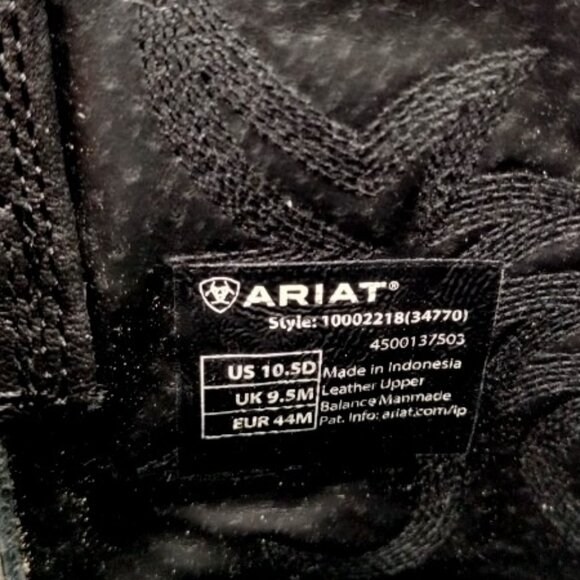 ARIAT®
Style: 10002218(34770)
4500137503
US 10.5D
UK 9.5M
EUR 44M
Made in Indonesia
Leather Upper
Balance Manmade
Pat. Info: ariat.com/ip